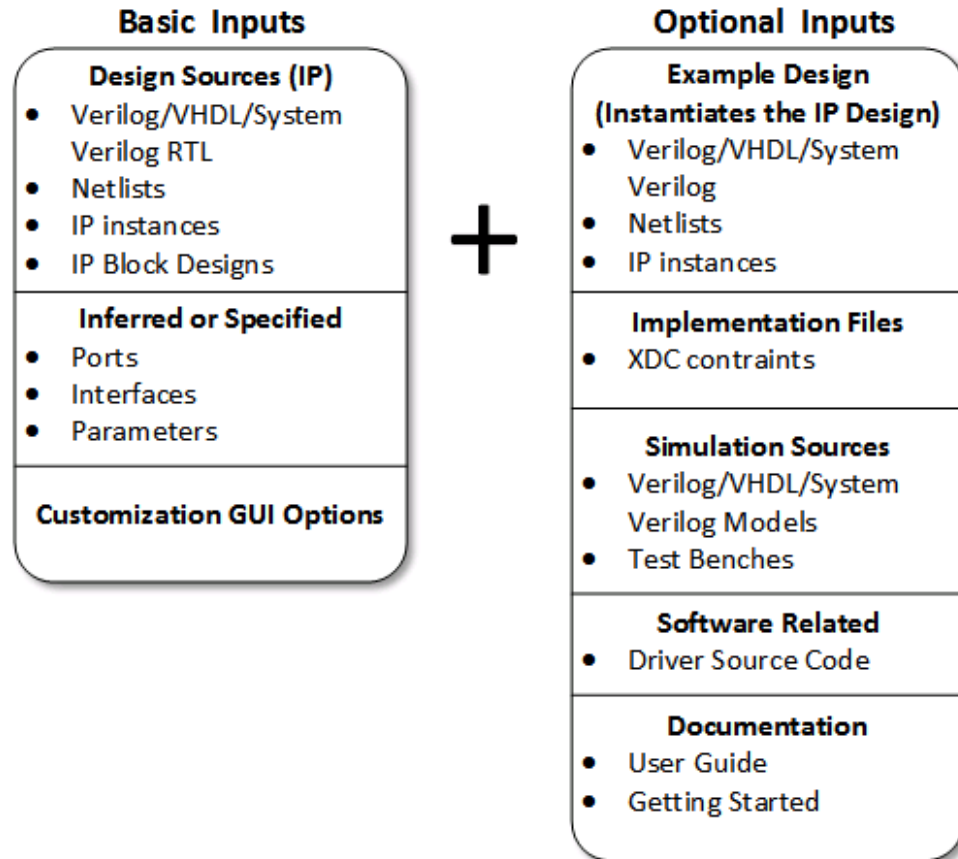 Basic Inputs
Design Sources (IP)
• Verilog/VHDL/System
Verilog RTL
• Netlists
• IP instances
• IP Block Designs
Inferred or Specified
• Ports
• Interfaces
• Parameters
Customization GUI Options
+
Optional Inputs
Example Design
(Instantiates the IP Design)
• Verilog/VHDL/System
Verilog
• Netlists
• IP instances
Implementation Files
• XDC contraints
Simulation Sources
• Verilog/VHDL/System
Verilog Models
• Test Benches
Software Related
• Driver Source Code
Documentation
• User Guide
• Getting Started